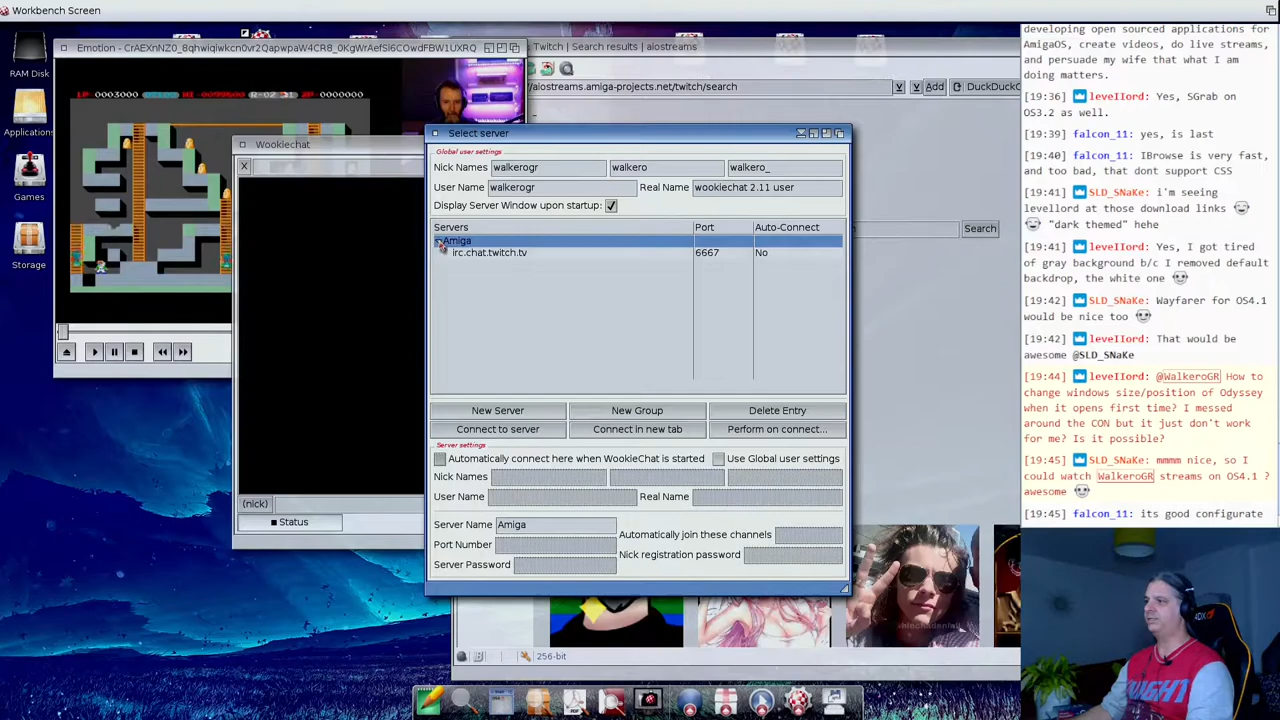 Workbench Screen
RAM Disk
Applications
Games
Storage
Emotion - CrAEXnNZ0_8qhwiqiwkcn0vr2QapwpaW4CR8_0KgWrAefSi6COwdFBW1UXRQ
LP-0003000
HI-0099500
R-02
2P-0000000
Wookiechat
X
(nick)
Status
Twitch | Search results | alostreams
alostreams.amiga-projects.net/twitch/search
Add
DuckDuckG
Search
256-bit
Select server
Global user settings
Nick Names walkerogr walkero walkero_
User Name walkerogr Real Name wookiechat 2.11 user
Display Server Window upon startup:
Servers Port Auto-Connect
Amiga
irc.chat.twitch.tv 6667 No
New Server New Group Delete Entry
Connect to server Connect in new tab Perform on connect...
Server settings
Automatically connect here when WookieChat is started Use Global user settings
Nick Names
User Name Real Name
Server Name Amiga
Automatically join these channels
Port Number
Nick registration password
Server Password
developing open sourced applications for
AmigaOS, create videos, do live streams,
and persuade my wife that what I am
doing matters.
[19:36] leveIIord: Yes, SGrab on
OS3.2 as well.
[19:39] falcon_11: yes, is last
[19:40] falcon_11: IBrowse is very fast,
and too bad, that dont support CSS
[19:41] SLD_SNaKe: i'm seeing
levellord at those download links
"dark themed" hehe
[19:41] leveIIord: Yes, I got tired
of gray background b/c I removed default
backdrop, the white one
[19:42] SLD_SNaKe: Wayfarer for OS4.1
would be nice too
[19:42] leveIIord: That would be
awesome @SLD_SNaKe
[19:44] leveIIord: @WalkeroGR How to
change windows size/position of Odyssey
when it opens first time? I messed
around the CON but it just don't work
for me? Is it possible?
[19:45] SLD_SNaKe: mmmm nice, so I
could watch WalkeroGR streams on OS4.1 ?
awesome
[19:45] falcon_11: its good configurate